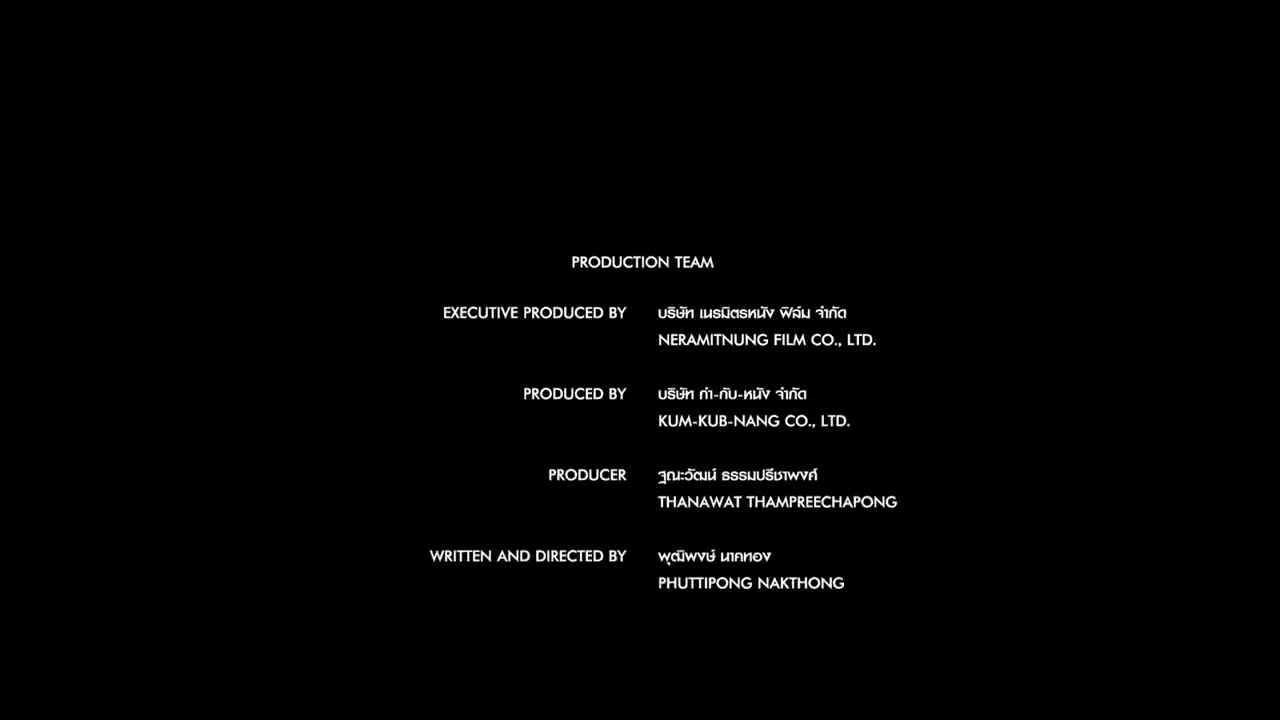 PRODUCTION TEAM
EXECUTIVE PRODUCED BY บริษัท เนรมิตรหนัง ฟิล์ม จำกัด
NERAMITNUNG FILM CO., LTD.
PRODUCED BY บริษัท กำ-กับ-หนัง จำกัด
KUM-KUB-NANG CO., LTD.
PRODUCER ฐณะวัฒน์ ธรรมปรีชาพงศ์
THANAWAT THAMPREECHAPONG
WRITTEN AND DIRECTED BY พุฒิพงษ์ นาคทอง
PHUTTIPONG NAKTHONG